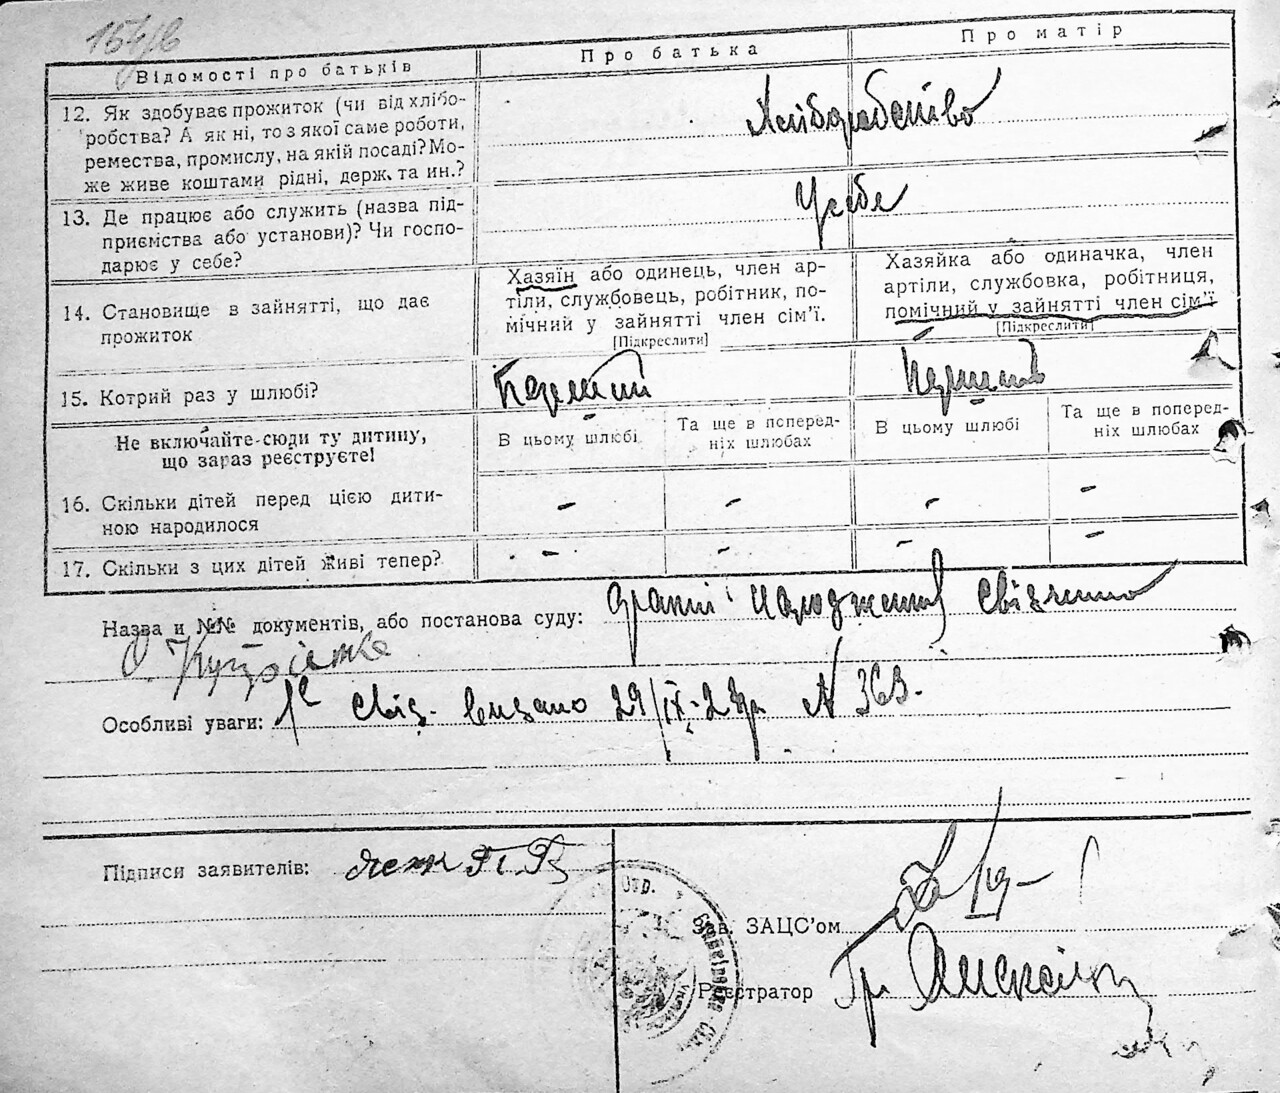 Відомості про батьків
Про батька
Про матір
12. Як здобуває прожиток (чи від хлібо-
робства? А як ні, то з якої саме роботи,
ремества, промислу, на якій посаді? Мо-
же живе коштами рідні, держ. та ин.?
Хліборобство
13. Де працює або служить (назва під-
приємства або установи)? Чи госпо-
дарює у себе?
У себе
14. Становище в зайнятті, що дає
прожиток
Хазяїн або одинець, член ар-
тіли, службовець, робітник, по-
мічний у зайнятті член сім'ї.
[Підкреслити]
Хазяйка або одиначка, член
артіли, службовка, робітниця,
помічний у зайнятті член сім'ї
[Підкреслити]
15. Котрий раз у шлюбі?
Не включайте сюди ту дитину,
що зараз реєструєте!
В цьому шлюбі
Та ще в поперед-
ніх шлюбах
В цьому шлюбі
Та ще в поперед-
ніх шлюбах
16. Скільки дітей перед цією дити-
ною народилося
- - - -
17. Скільки з цих дітей живі тепер?
- - - -
Назва и №№ документів, або постанова суду:
Особливі уваги: видано 29/IX-2 N 363.
Підписи заявителів:
Зав. ЗАЦС'ом
Реєстратор